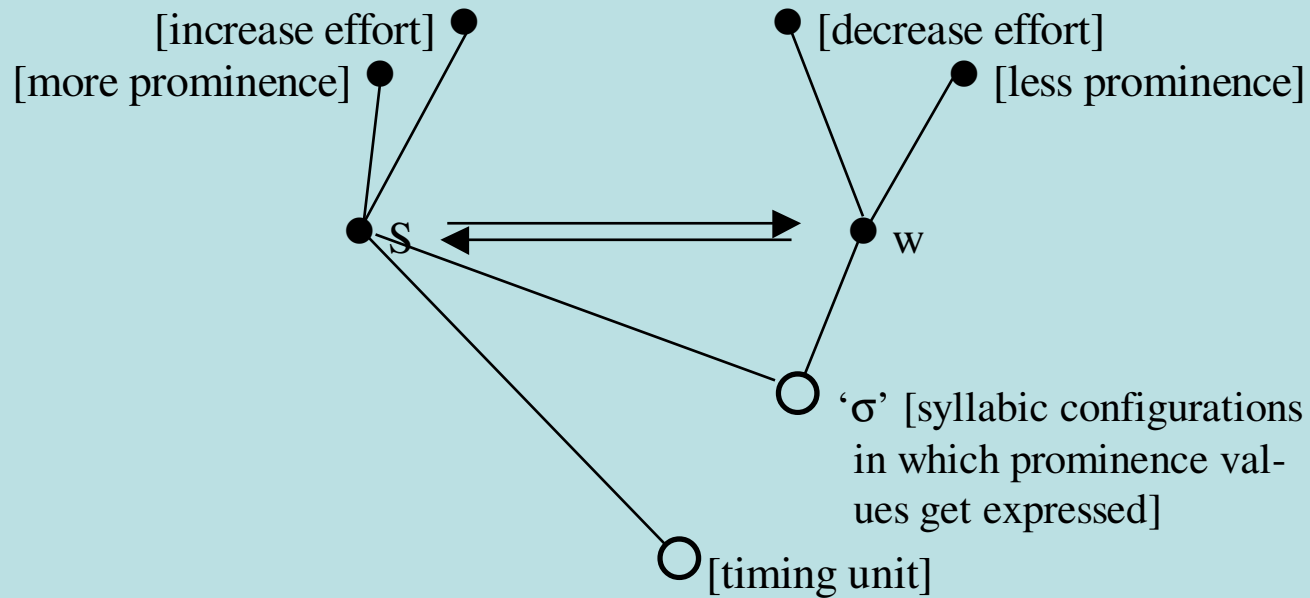 [increase effort]
[decrease effort]
[more prominence]
[less prominence]
S
w
‘σ’ [syllabic configurations
in which prominence val-
ues get expressed]
[timing unit]